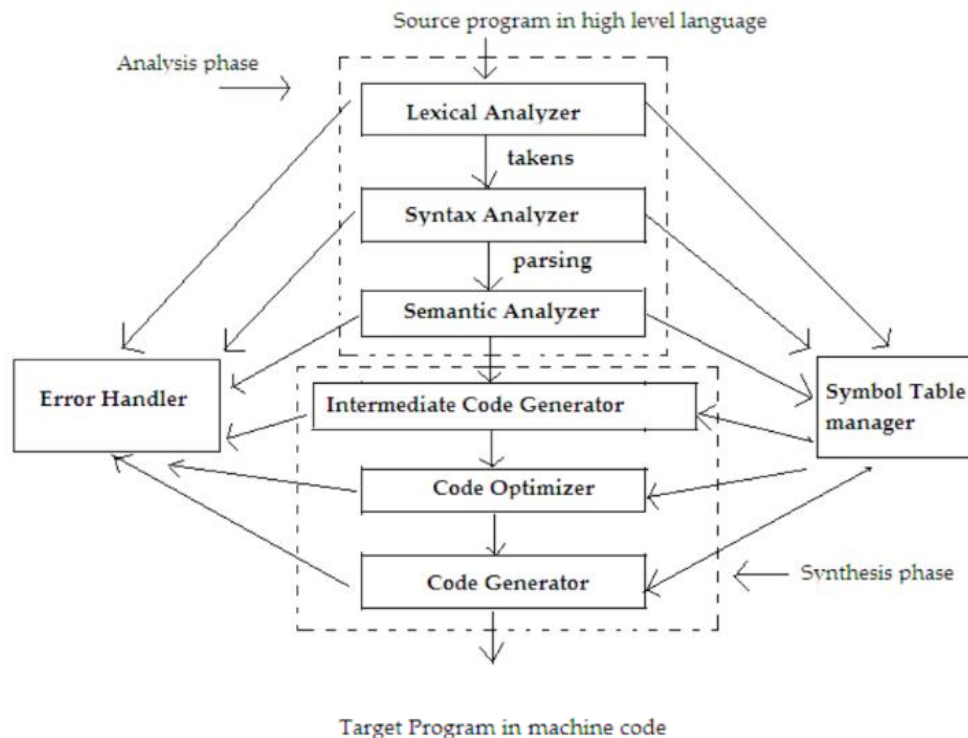 Source program in high level language
Analysis phase
Lexical Analyzer
takens
Syntax Analyzer
parsing
Semantic Analyzer
Error Handler
Intermediate Code Generator
Symbol Table
manager
Code Optimizer
Code Generator
Synthesis phase
Target Program in machine code